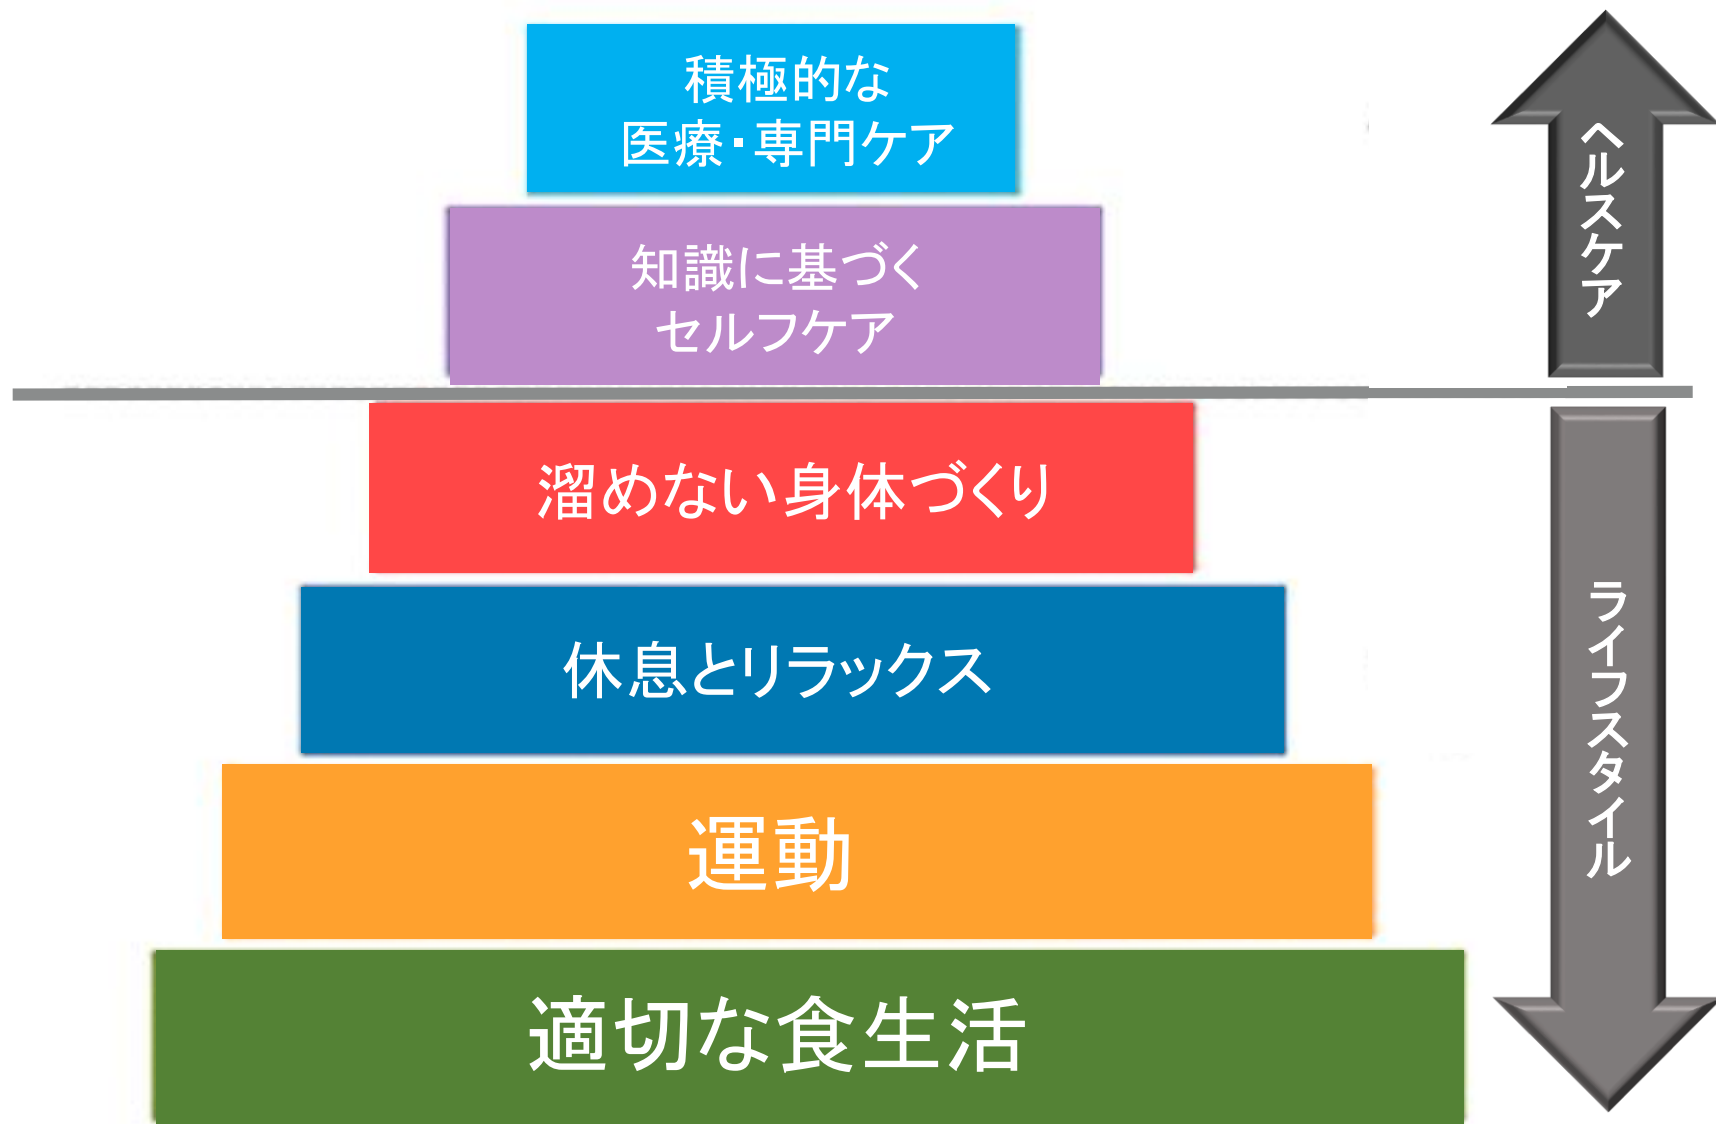 積極的な
医療・専門ケア
知識に基づく
セルフケア
溜めない身体づくり
休息とリラックス
運動
適切な食生活
ヘルスケア
ライフスタイル